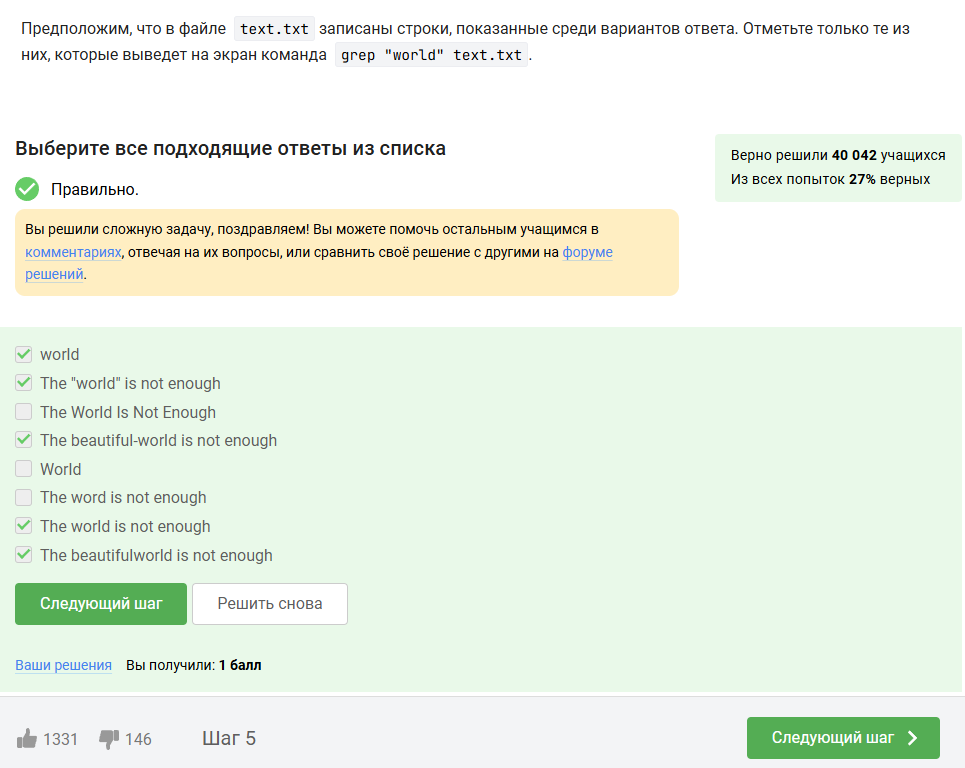 Предположим, что в файле text.txt записаны строки, показанные среди вариантов ответа. Отметьте только те из
них, которые выведет на экран команда grep "world" text.txt.
Выберите все подходящие ответы из списка
Верно решили 40 042 учащихся
Из всех попыток 27% верных
Правильно.
Вы решили сложную задачу, поздравляем! Вы можете помочь остальным учащимся в
комментариях, отвечая на их вопросы, или сравнить своё решение с другими на форуме
решений.
world
The "world" is not enough
The World Is Not Enough
The beautiful-world is not enough
World
The word is not enough
The world is not enough
The beautifulworld is not enough
Следующий шаг
Решить снова
Ваши решения Вы получили: 1 балл
1331 146 Шаг 5 Следующий шаг